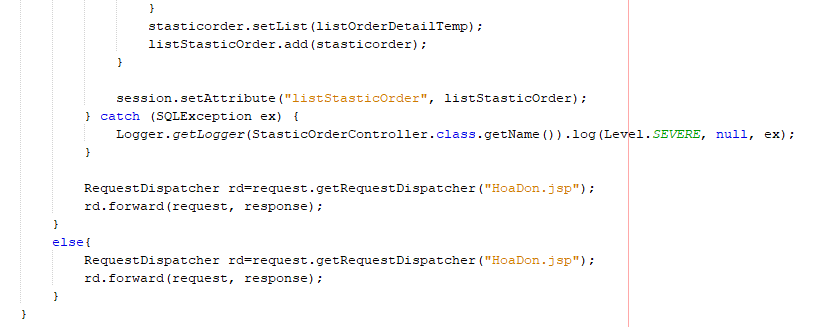 }
stasticorder.setList(listOrderDetailTemp);
listStasticOrder.add(stasticorder);
}
session.setAttribute("listStasticOrder", listStasticOrder);
} catch (SQLException ex) {
Logger.getLogger(StasticOrderController.class.getName()).log(Level.SEVERE, null, ex);
}
RequestDispatcher rd=request.getRequestDispatcher("HoaDon.jsp");
rd.forward(request, response);
}
else{
RequestDispatcher rd=request.getRequestDispatcher("HoaDon.jsp");
rd.forward(request, response);
}
}